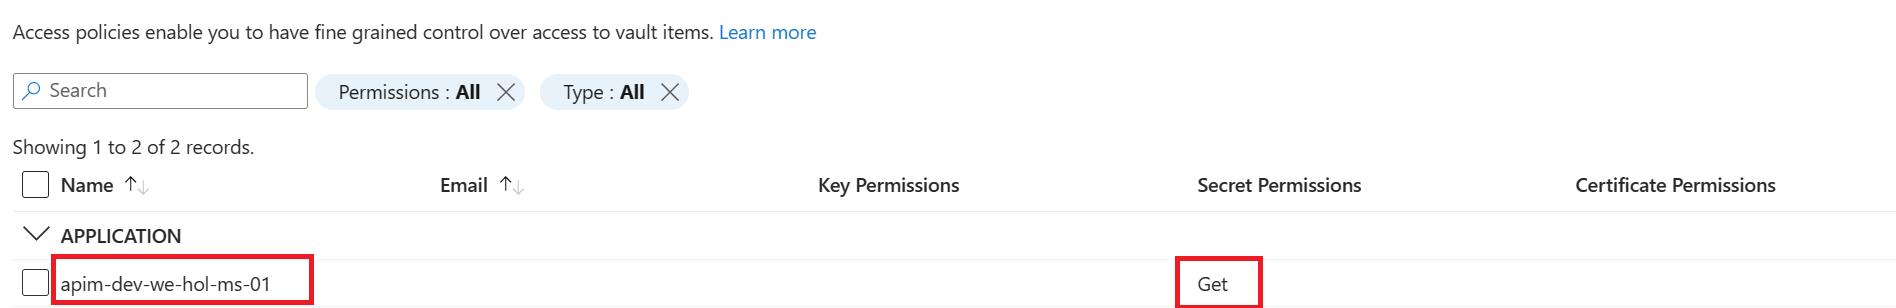 Access policies enable you to have fine grained control over access to vault items. Learn more
Search Permissions : All Type : All
Showing 1 to 2 of 2 records.
Name Email Key Permissions Secret Permissions Certificate Permissions
APPLICATION
apim-dev-we-hol-ms-01 Get